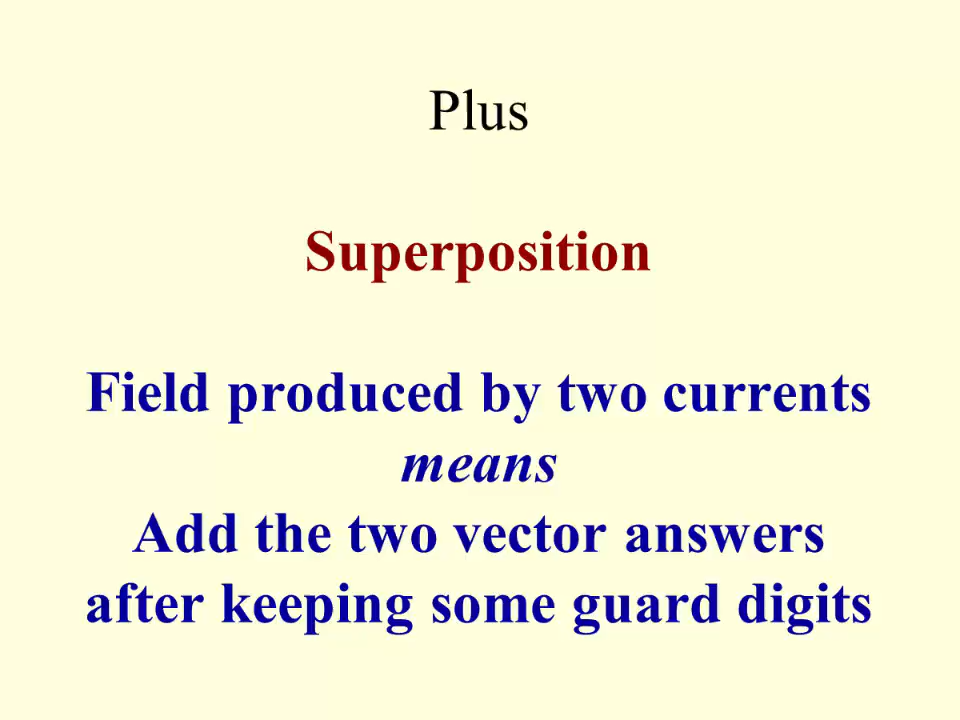 Plus
Superposition
Field produced by two currents
means
Add the two vector answers
after keeping some guard digits